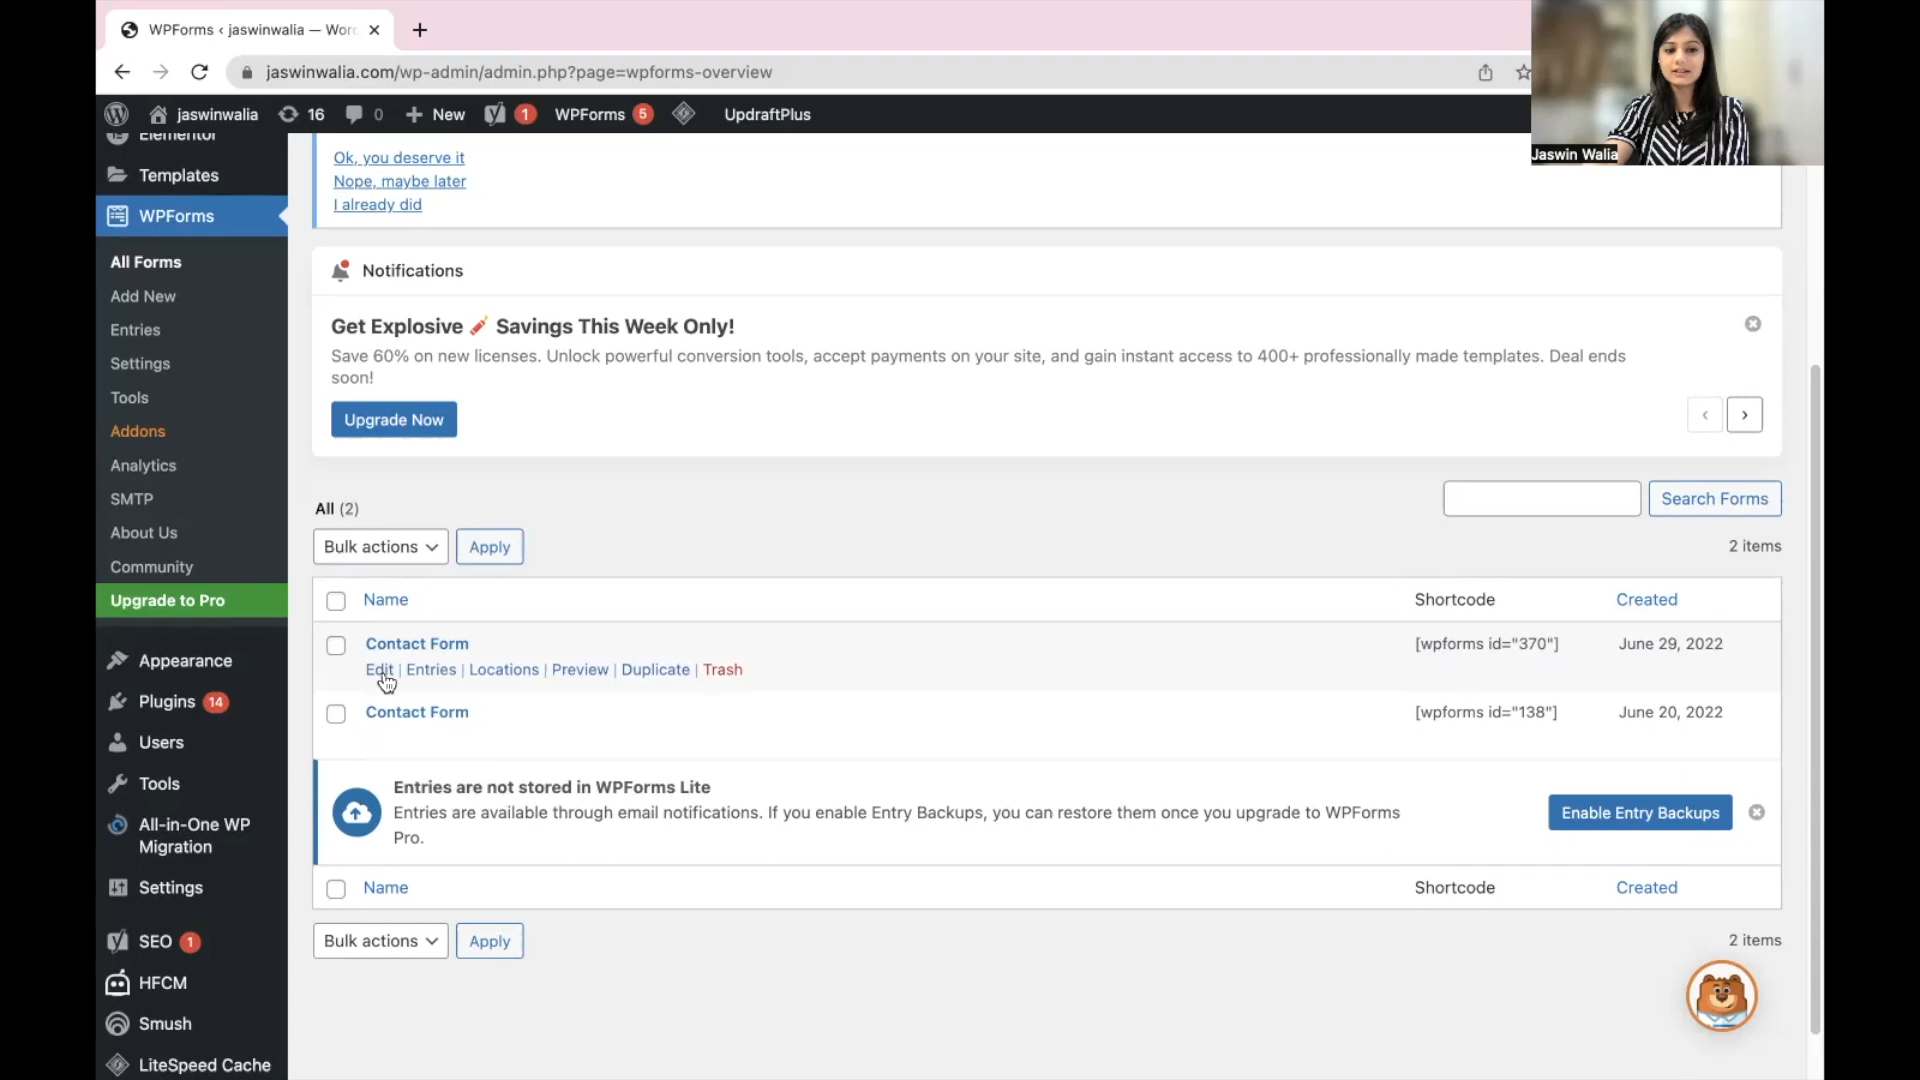 WPForms ‹ jaswinwalia — Wor
jaswinwalia.com/wp-admin/admin.php?page=wpforms-overview
jaswinwalia 16 0 New 1 WPForms 5 UpdraftPlus
Jaswin Walia
Elementor
Templates
WPForms
All Forms
Add New
Entries
Settings
Tools
Addons
Analytics
SMTP
About Us
Community
Upgrade to Pro
Appearance
Plugins 14
Users
Tools
All-in-One WP
Migration
Settings
SEO 1
HFCM
Smush
LiteSpeed Cache
Ok, you deserve it
Nope, maybe later
I already did
Notifications
Get Explosive 🧨 Savings This Week Only!
Save 60% on new licenses. Unlock powerful conversion tools, accept payments on your site, and gain instant access to 400+ professionally made templates. Deal ends
soon!
Upgrade Now
‹ ›
All (2)
Search Forms
Bulk actions Apply
2 items
Name Shortcode Created
Contact Form [wpforms id="370"] June 29, 2022
Edit | Entries | Locations | Preview | Duplicate | Trash
Contact Form [wpforms id="138"] June 20, 2022
Entries are not stored in WPForms Lite
Entries are available through email notifications. If you enable Entry Backups, you can restore them once you upgrade to WPForms
Pro.
Enable Entry Backups
Name Shortcode Created
Bulk actions Apply
2 items